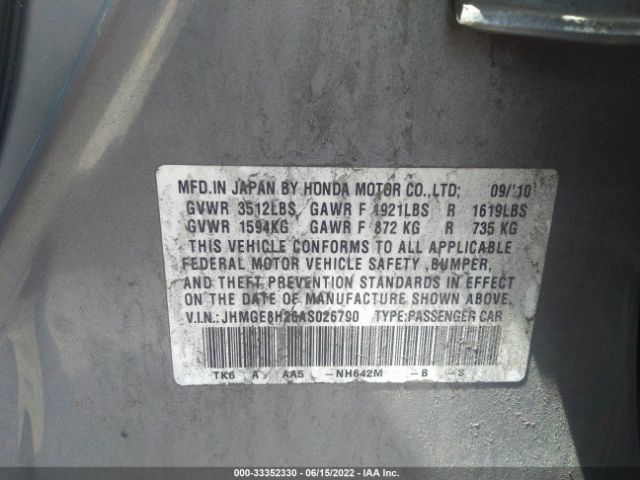 MFD.IN JAPAN BY HONDA MOTOR CO.,LTD; 09/'10
GVWR 3512LBS, GAWR F 1921LBS R 1619LBS
GVWR 1594KG GAWR F 872 KG R 735 KG
THIS VEHICLE CONFORMS TO ALL APPLICABLE
FEDERAL MOTOR VEHICLE SAFETY ,BUMPER,
AND THEFT PREVENTION STANDARDS IN EFFECT
ON THE DATE OF MANUFACTURE SHOWN ABOVE.
V.I.N.: JHMGE8H26AS026790 TYPE:PASSENGER CAR
TK6 A AA5 -NH642M -B -S
000-33352330 - 06/15/2022 - IAA Inc.